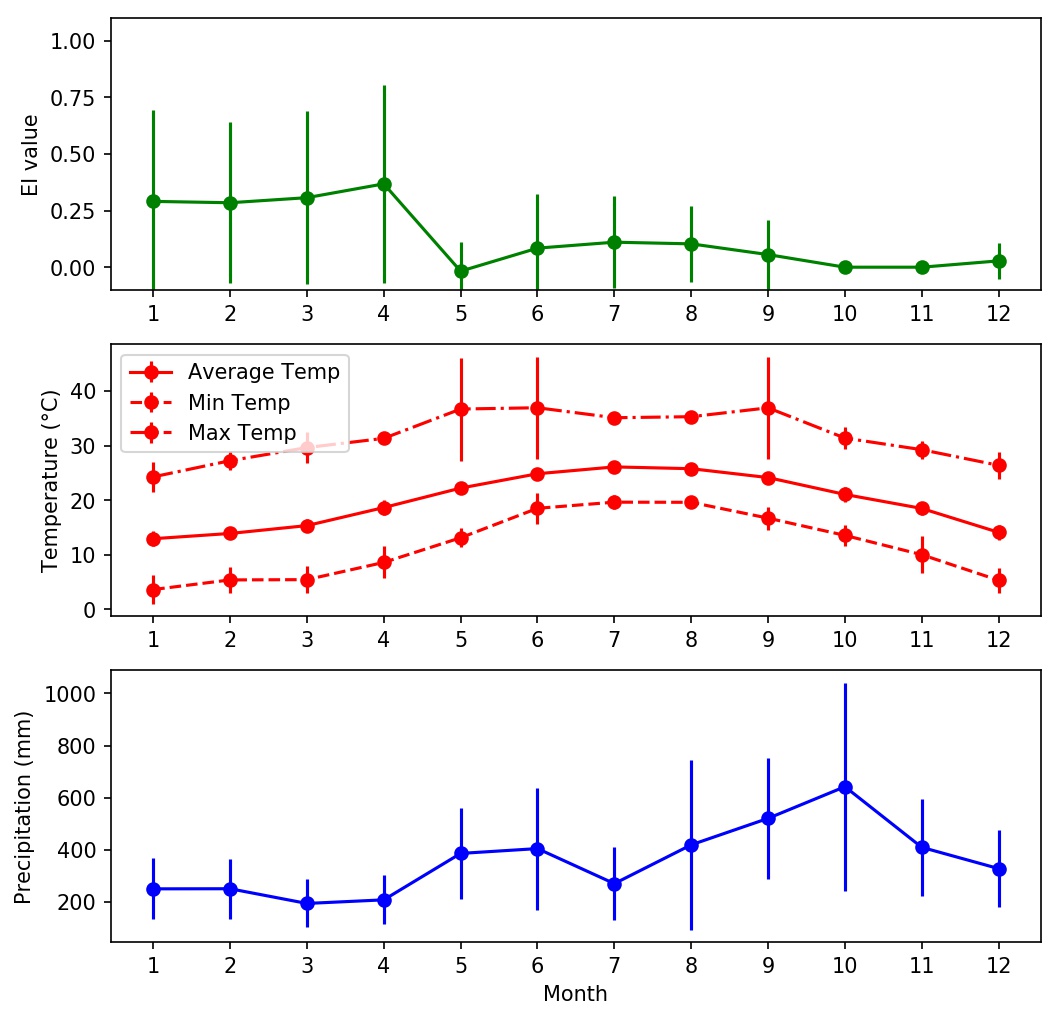 EI value
1.00
0.75
0.50
0.25
0.00
1 2 3 4 5 6 7 8 9 10 11 12
Temperature (°C)
40
30
20
10
0
Average Temp
Min Temp
Max Temp
1 2 3 4 5 6 7 8 9 10 11 12
Precipitation (mm)
1000
800
600
400
200
1 2 3 4 5 6 7 8 9 10 11 12
Month